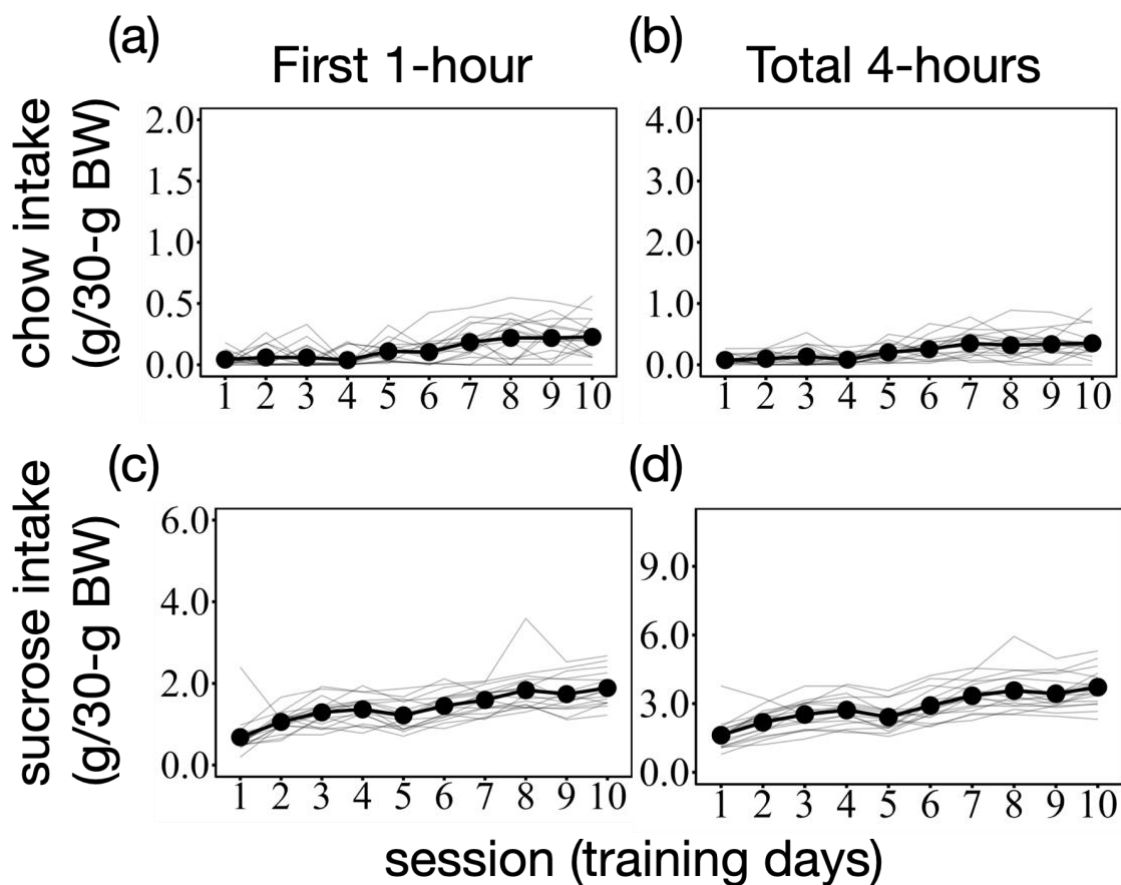 (a)
First 1-hour
(b)
Total 4-hours
chow intake
(g/30-g BW)
2.0
1.5
1.0
0.5
0.0
1 2 3 4 5 6 7 8 9 10
4.0
3.0
2.0
1.0
0.0
1 2 3 4 5 6 7 8 9 10
(c)
(d)
sucrose intake
(g/30-g BW)
6.0
4.0
2.0
0.0
1 2 3 4 5 6 7 8 9 10
9.0
6.0
3.0
0.0
1 2 3 4 5 6 7 8 9 10
session (training days)